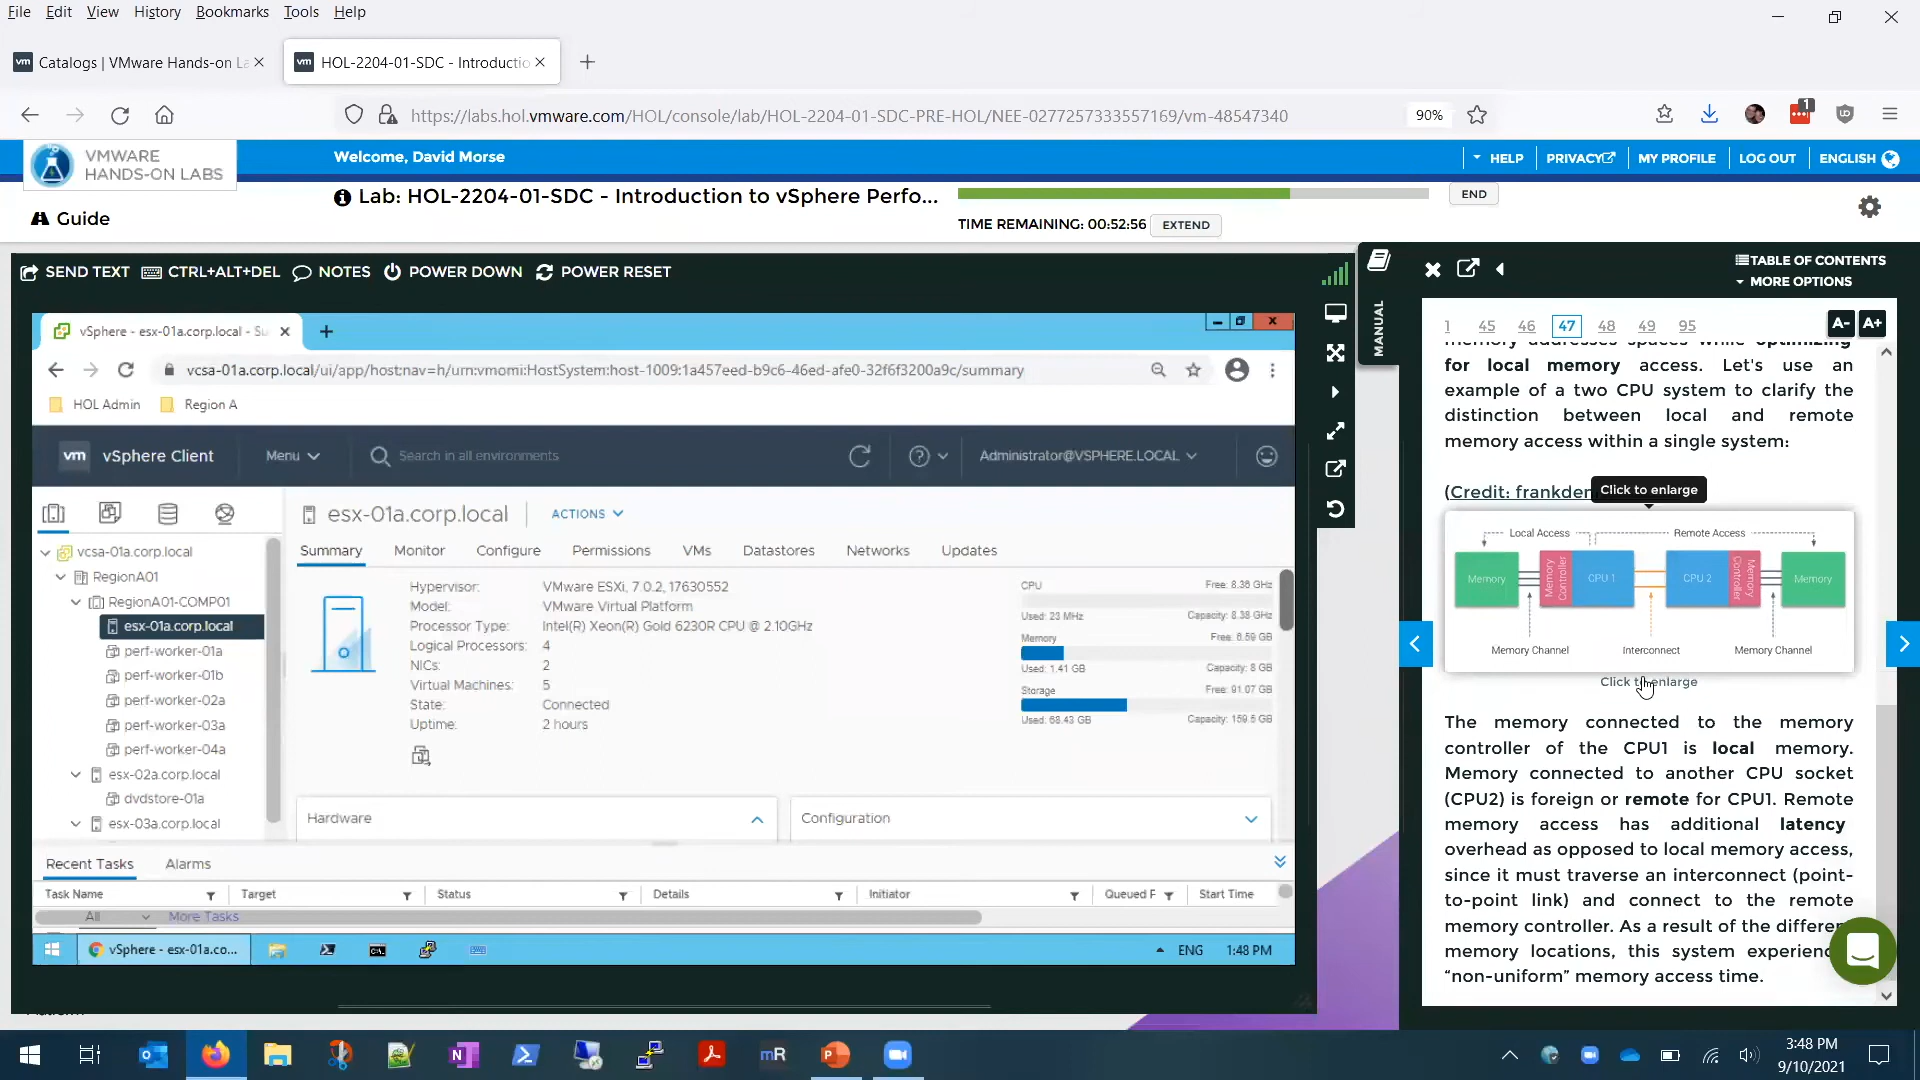 File Edit View History Bookmarks Tools Help
vm Catalogs | VMware Hands-on La
vm HOL-2204-01-SDC - Introductio
https://labs.hol.vmware.com/HOL/console/lab/HOL-2204-01-SDC-PRE-HOL/NEE-0277257333557169/vm-48547340
90%
1
VMWARE
HANDS-ON LABS
Welcome, David Morse
HELP PRIVACY MY PROFILE LOG OUT ENGLISH
Lab: HOL-2204-01-SDC - Introduction to vSphere Perfo...
END
Guide
TIME REMAINING: 00:52:56 EXTEND
SEND TEXT CTRL+ALT+DEL NOTES POWER DOWN POWER RESET
vSphere - esx-01a.corp.local - Su
vcsa-01a.corp.local/ui/app/host;nav=h/urn:vmomi:HostSystem:host-1009:1a457eed-b9c6-46ed-afe0-32f6f3200a9c/summary
HOL Admin Region A
vm vSphere Client Menu Search in all environments Administrator@VSPHERE.LOCAL
vcsa-01a.corp.local
RegionA01
RegionA01-COMP01
esx-01a.corp.local
perf-worker-01a
perf-worker-01b
perf-worker-02a
perf-worker-03a
perf-worker-04a
esx-02a.corp.local
dvdstore-01a
esx-03a.corp.local
esx-01a.corp.local ACTIONS
Summary Monitor Configure Permissions VMs Datastores Networks Updates
Hypervisor: VMware ESXi, 7.0.2, 17630552
Model: VMware Virtual Platform
Processor Type: Intel(R) Xeon(R) Gold 6230R CPU @ 2.10GHz
Logical Processors: 4
NICs: 2
Virtual Machines: 5
State: Connected
Uptime: 2 hours
CPU Free: 8.36 GHz
Used: 23 MHz Capacity: 8.38 GHz
Memory Free: 6.59 GB
Used: 1.41 GB Capacity: 8 GB
Storage Free: 91.07 GB
Used: 68.43 GB Capacity: 159.5 GB
Hardware Configuration
Recent Tasks Alarms
Task Name Target Status Details Initiator Queued F Start Time
All More Tasks
vSphere - esx-01a.co... ENG 1:48 PM
MANUAL
TABLE OF CONTENTS
MORE OPTIONS
1 45 46 47 48 49 95
A- A+
memory addresses spaces while optimizing
for local memory access. Let's use an
example of a two CPU system to clarify the
distinction between local and remote
memory access within a single system:
(Credit: frankden
Click to enlarge
Local Access Remote Access
Memory Memory Controller CPU 1 CPU 2 Memory Controller Memory
Memory Channel Interconnect Memory Channel
Click to enlarge
The memory connected to the memory
controller of the CPU1 is local memory.
Memory connected to another CPU socket
(CPU2) is foreign or remote for CPU1. Remote
memory access has additional latency
overhead as opposed to local memory access,
since it must traverse an interconnect (point-
to-point link) and connect to the remote
memory controller. As a result of the differen
memory locations, this system experienc
“non-uniform” memory access time.
mR
3:48 PM
9/10/2021